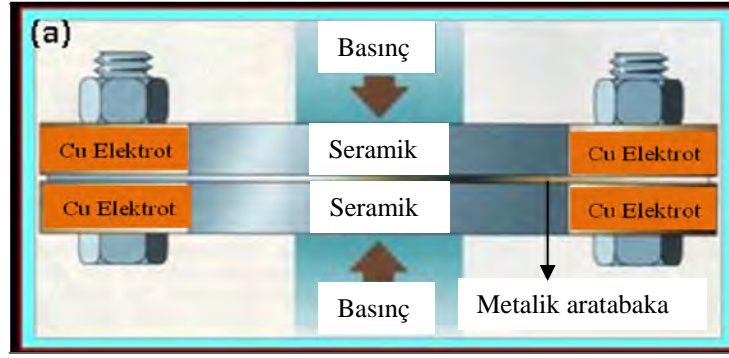 (a)
Basınç
Cu Elektrot
Seramik
Cu Elektrot
Cu Elektrot
Seramik
Cu Elektrot
Basınç
Metalik aratabaka